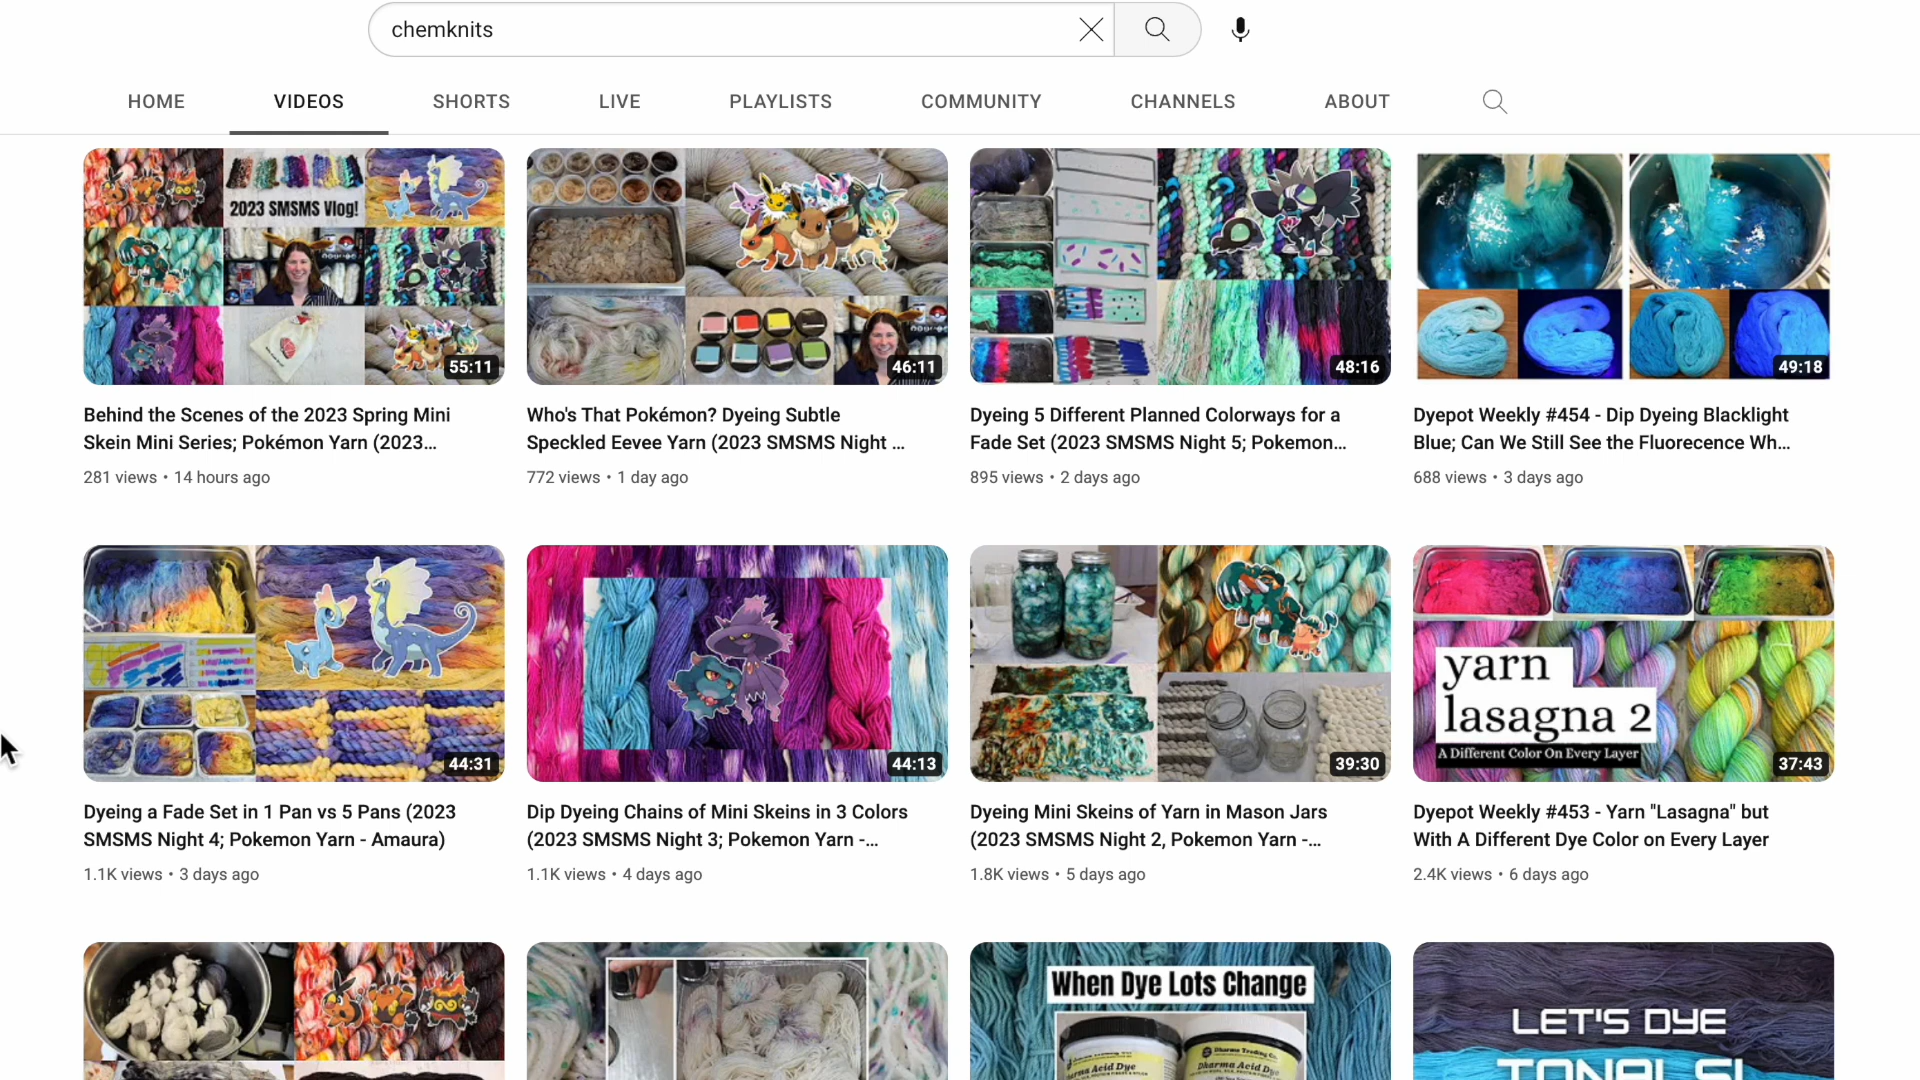 chemknits
HOME VIDEOS SHORTS LIVE PLAYLISTS COMMUNITY CHANNELS ABOUT
2023 SMSMS Vlog!
55:11
46:11
48:16
49:18
Behind the Scenes of the 2023 Spring Mini
Skein Mini Series; Pokémon Yarn (2023...
281 views • 14 hours ago
Who's That Pokémon? Dyeing Subtle
Speckled Eevee Yarn (2023 SMSMS Night ...
772 views • 1 day ago
Dyeing 5 Different Planned Colorways for a
Fade Set (2023 SMSMS Night 5; Pokemon...
895 views • 2 days ago
Dyepot Weekly #454 - Dip Dyeing Blacklight
Blue; Can We Still See the Fluorecence Wh...
688 views • 3 days ago
44:31
44:13
39:30
yarn
lasagna 2
A Different Color On Every Layer
37:43
Dyeing a Fade Set in 1 Pan vs 5 Pans (2023
SMSMS Night 4; Pokemon Yarn - Amaura)
1.1K views • 3 days ago
Dip Dyeing Chains of Mini Skeins in 3 Colors
(2023 SMSMS Night 3; Pokemon Yarn -...
1.1K views • 4 days ago
Dyeing Mini Skeins of Yarn in Mason Jars
(2023 SMSMS Night 2, Pokemon Yarn -...
1.8K views • 5 days ago
Dyepot Weekly #453 - Yarn "Lasagna" but
With A Different Dye Color on Every Layer
2.4K views • 6 days ago
When Dye Lots Change
Dharma Trading Co.
Dharma Acid Dye
LET'S DYE
TONALS!